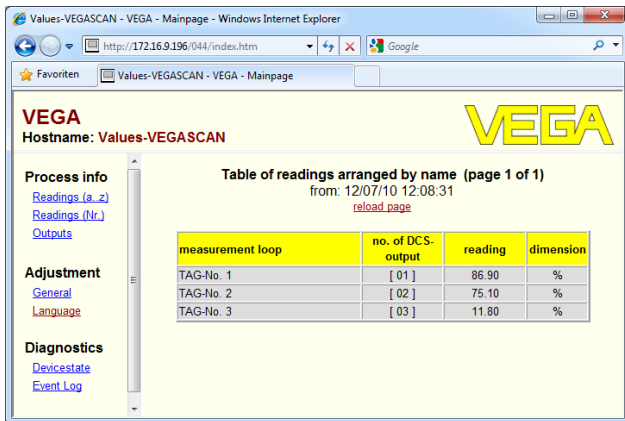 Values-VEGASCAN - VEGA - Mainpage - Windows Internet Explorer
http://172.16.9.196/044/index.htm
Google
Favoriten
Values-VEGASCAN - VEGA - Mainpage
VEGA
Hostname: Values-VEGASCAN
VEGA
Process info
Readings (a..z)
Readings (Nr.)
Outputs
Adjustment
General
Language
Diagnostics
Devicestate
Event Log
Table of readings arranged by name (page 1 of 1)
from: 12/07/10 12:08:31
reload page
measurement loop no. of DCS-output reading dimension
TAG-No. 1 [ 01 ] 86.90 %
TAG-No. 2 [ 02 ] 75.10 %
TAG-No. 3 [ 03 ] 11.80 %